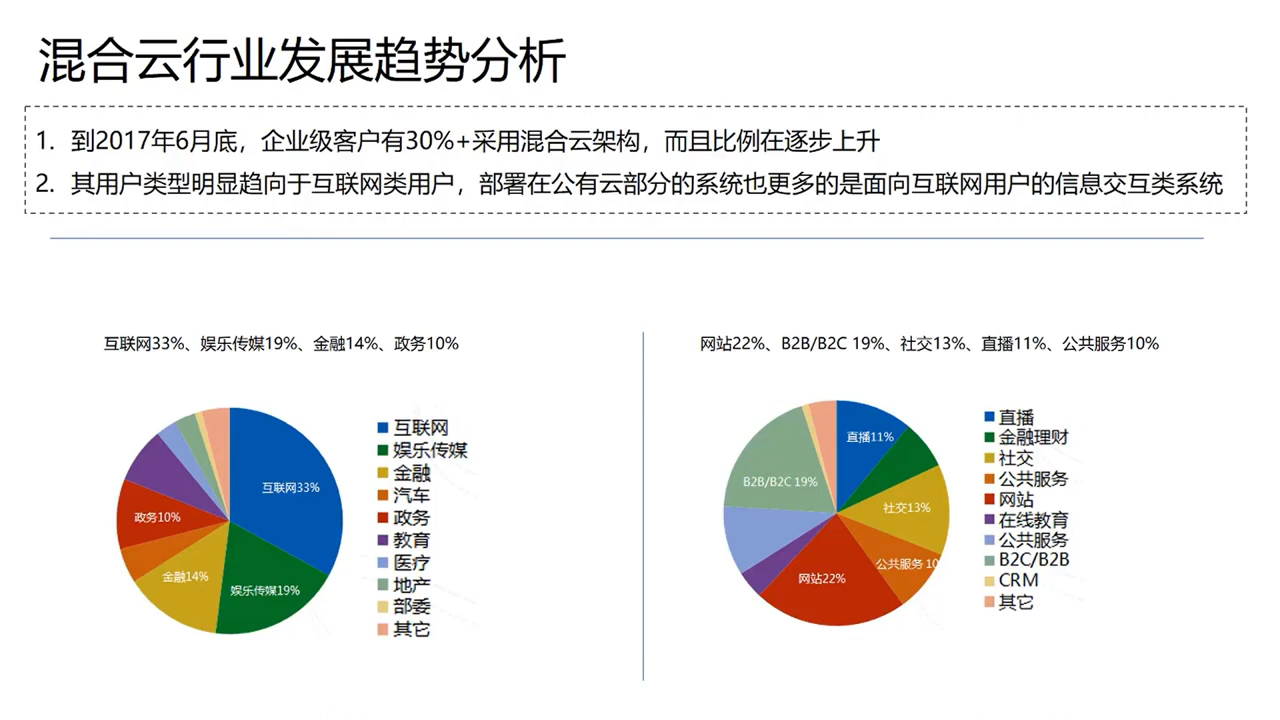 混合云行业发展趋势分析
1. 到2017年6月底，企业级客户有30%+采用混合云架构，而且比例在逐步上升
2. 其用户类型明显趋向于互联网类用户，部署在公有云部分的系统也更多的是面向互联网用户的信息交互类系统
互联网33%、娱乐传媒19%、金融14%、政务10%
互联网33%
政务10%
金融14%
娱乐传媒19%
互联网
娱乐传媒
金融
汽车
政务
教育
医疗
地产
部委
其它
网站22%、B2B/B2C 19%、社交13%、直播11%、公共服务10%
直播11%
B2B/B2C 19%
社交13%
公共服务 10
网站22%
直播
金融理财
社交
公共服务
网站
在线教育
公共服务
B2C/B2B
CRM
其它